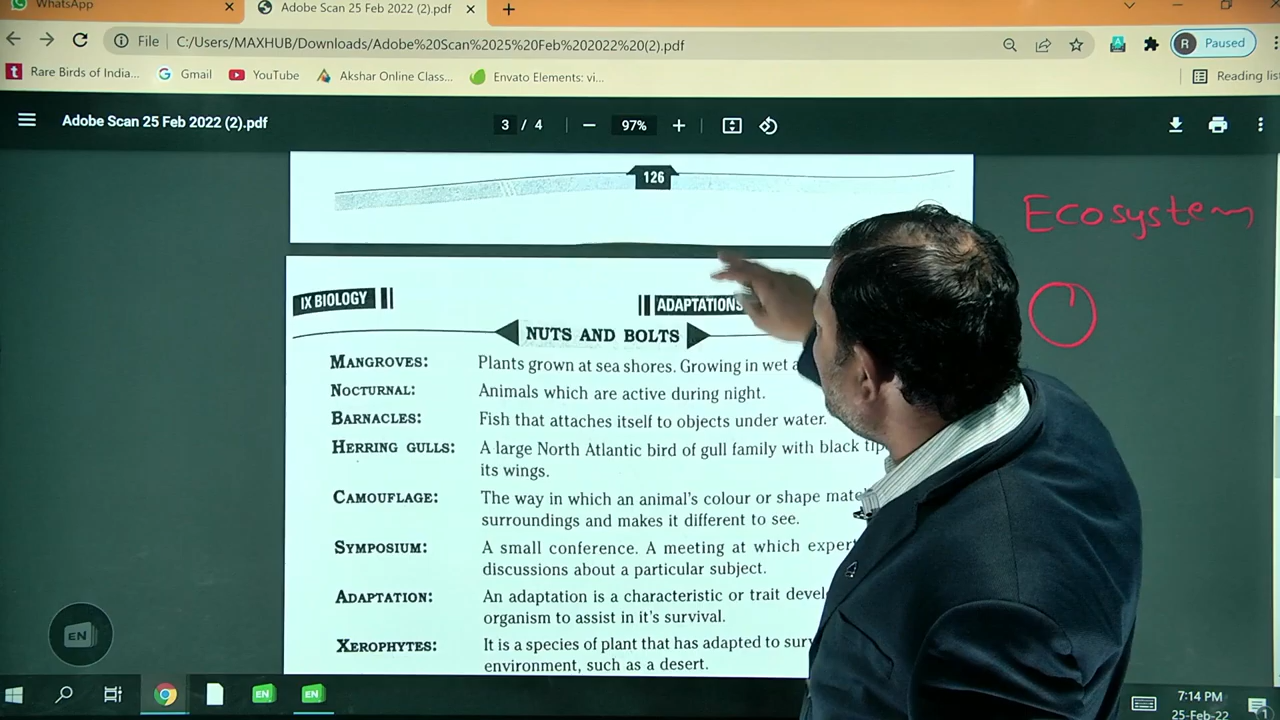 WhatsApp
Adobe Scan 25 Feb 2022 (2).pdf
File C:/Users/MAXHUB/Downloads/Adobe%20Scan%2025%20Feb%202022%20(2).pdf
R Paused
Rare Birds of India... Gmail YouTube Akshar Online Class... Envato Elements: vi... Reading list
Adobe Scan 25 Feb 2022 (2).pdf 3 / 4 97%
126
Ecosystem
IX BIOLOGY ADAPTATIONS
NUTS AND BOLTS
MANGROVES: Plants grown at sea shores. Growing in wet
NOCTURNAL: Animals which are active during night.
BARNACLES: Fish that attaches itself to objects under water.
HERRING GULLS: A large North Atlantic bird of gull family with black
its wings.
CAMOUFLAGE: The way in which an animal's colour or shape
surroundings and makes it different to see.
SYMPOSIUM: A small conference. A meeting at which
discussions about a particular subject.
ADAPTATION: An adaptation is a characteristic or trait
organism to assist in it's survival.
XEROPHYTES: It is a species of plant that has adapted to
environment, such as a desert.
EN
EN EN
7:14 PM
25-Feb-22
1